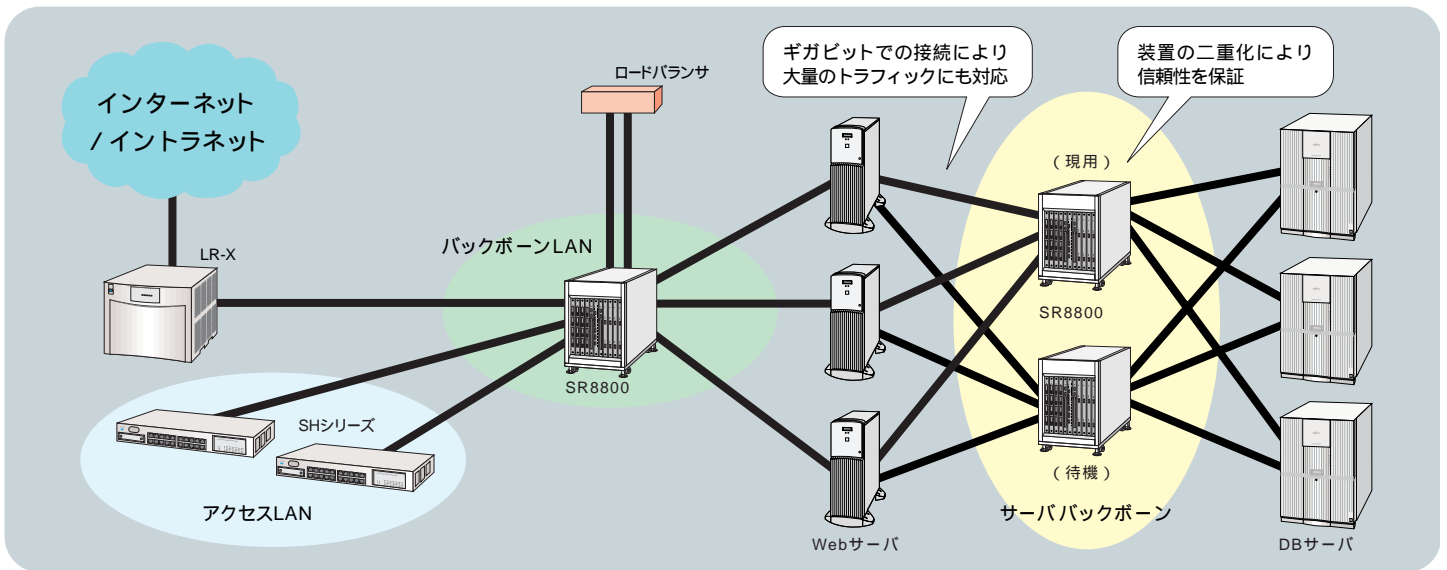 インターネット
/ イントラネット
LR-X
ロードバランサ
バックボーンLAN
SR8800
SHシリーズ
アクセスLAN
ギガビットでの接続により
大量のトラフィックにも対応
装置の二重化により
信頼性を保証
(現用)
SR8800
(待機)
サーババックボーン
Webサーバ
DBサーバ